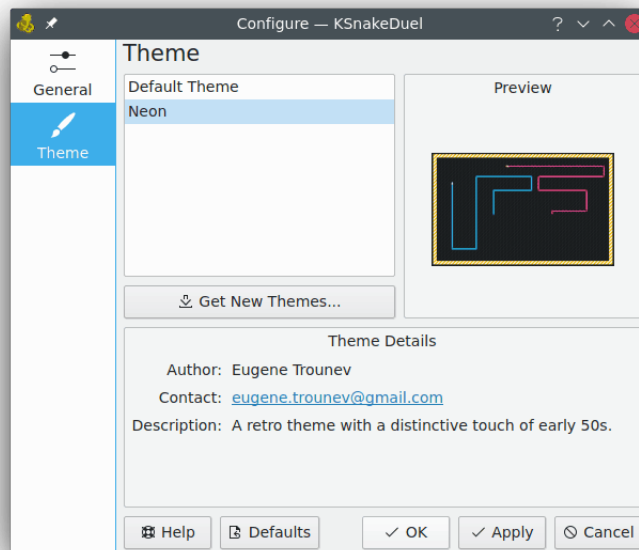 Configure — KSnakeDuel
?
General
Theme
Theme
Default Theme
Neon
Preview
Get New Themes...
Theme Details
Author: Eugene Trounev
Contact: eugene.trounev@gmail.com
Description: A retro theme with a distinctive touch of early 50s.
Help
Defaults
OK
Apply
Cancel